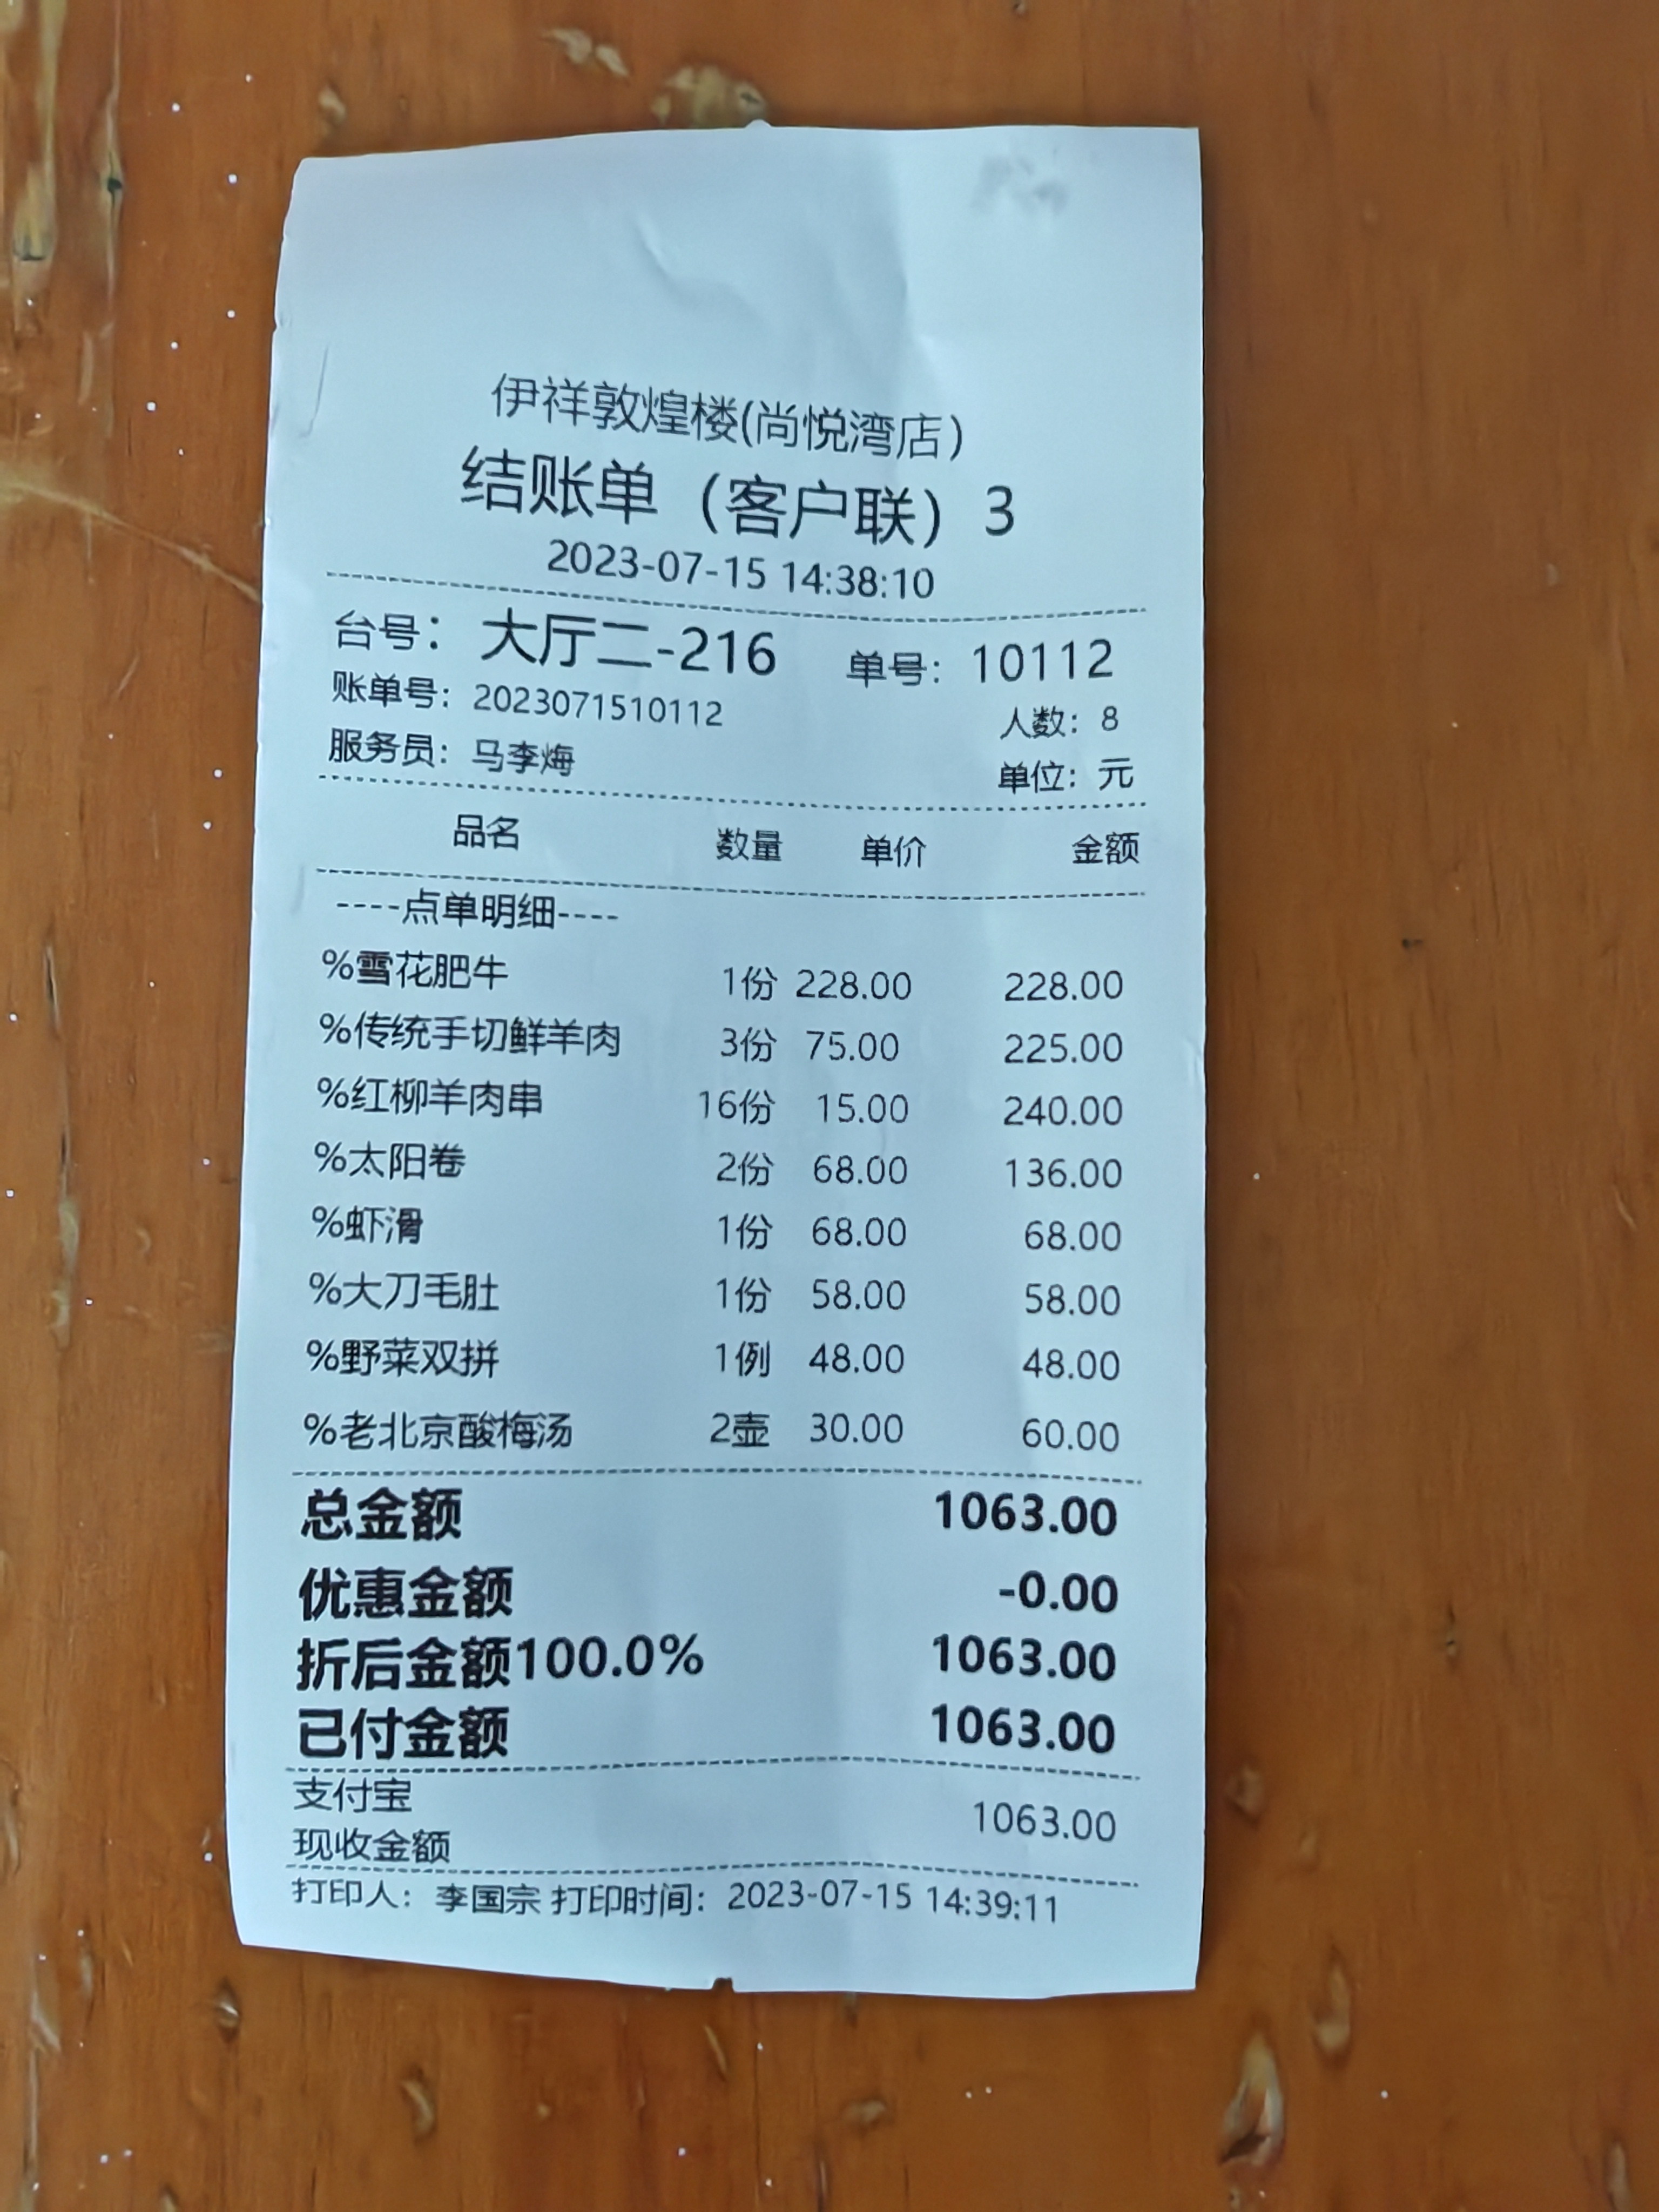 伊祥敦煌楼(尚悦湾店)
结账单（客户联）3
2023-07-15 14:38:10
台号：大厅二-216 单号：10112
账单号：2023071510112 人数：8
服务员：马李烸 单位：元
品名 数量 单价 金额
----点单明细----
%雪花肥牛 1份 228.00 228.00
%传统手切鲜羊肉 3份 75.00 225.00
%红柳羊肉串 16份 15.00 240.00
%太阳卷 2份 68.00 136.00
%虾滑 1份 68.00 68.00
%大刀毛肚 1份 58.00 58.00
%野菜双拼 1例 48.00 48.00
%老北京酸梅汤 2壶 30.00 60.00
总金额 1063.00
优惠金额 -0.00
折后金额100.0% 1063.00
已付金额 1063.00
支付宝
现收金额 1063.00
打印人：李国宗 打印时间：2023-07-15 14:39:11